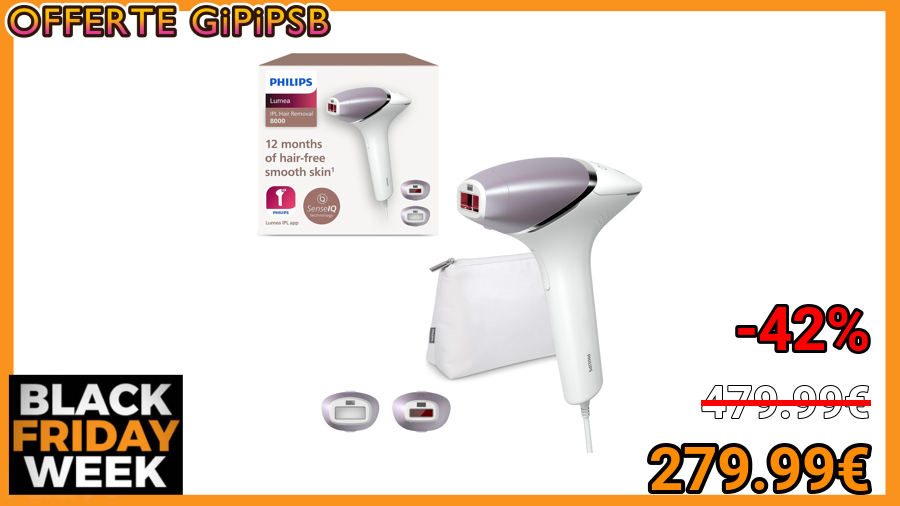 OFFERTE GiPiPSB
PHILIPS
Lumea
IPL Hair Removal
8000
12 months
of hair-free
smooth skin¹
PHILIPS
SenseIQ
technology
Lumea IPL app
PHILIPS
-42%
479.99€
279.99€
BLACK
FRIDAY
WEEK